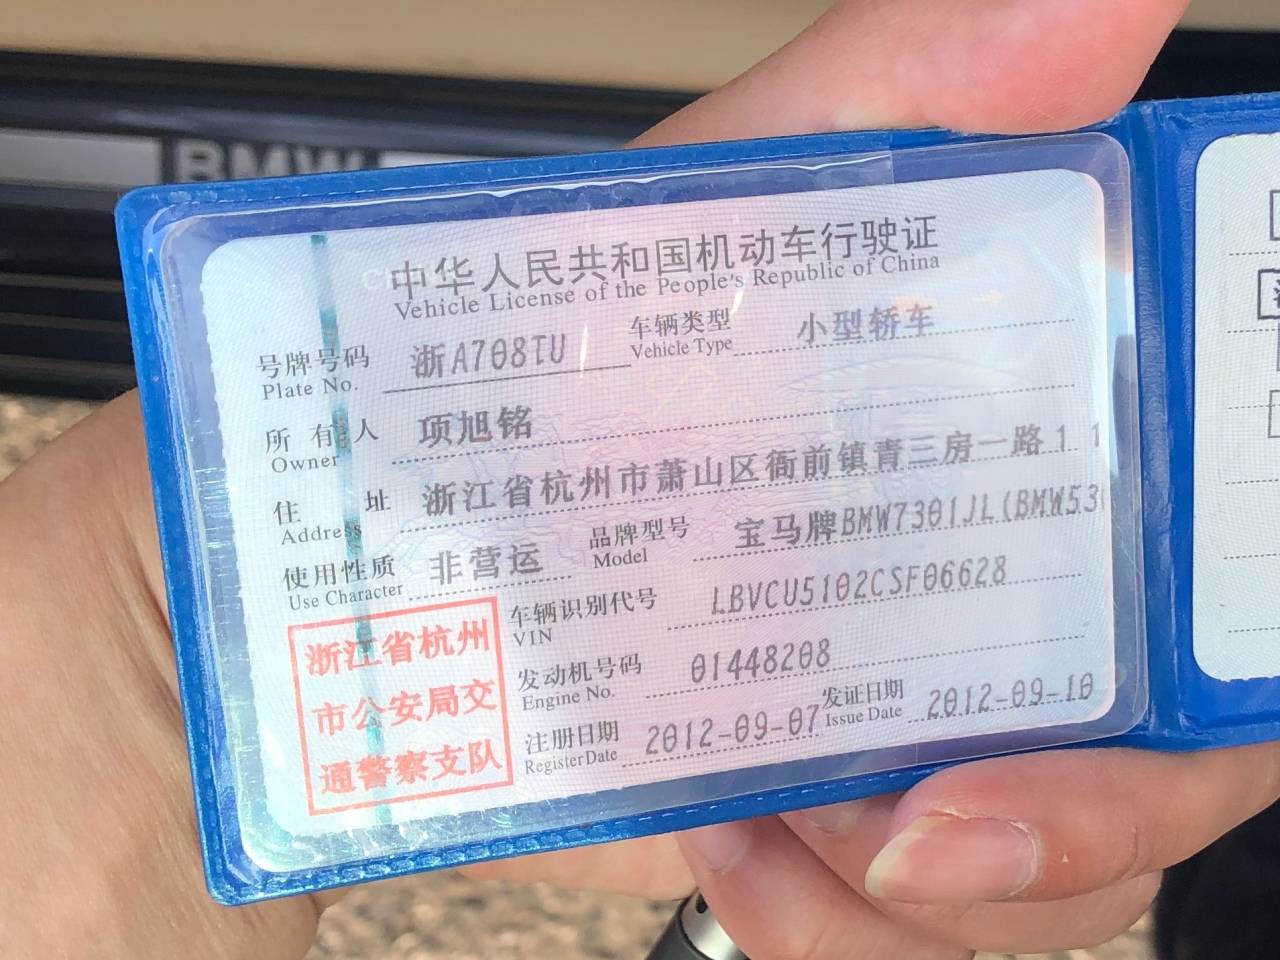 BMW
中华人民共和国机动车行驶证
Vehicle License of the People's Republic of China
号牌号码 浙A708TU 车辆类型 小型轿车
Plate No. Vehicle Type
所有人 项旭铭
Owner
住址 浙江省杭州市萧山区衙前镇青三房一路11
Address
使用性质 非营运 品牌型号 宝马牌BMW7301JL(BMW530
Use Character Model
浙江省杭州
市公安局交
通警察支队
车辆识别代号 LBVCU5102CSF06628
VIN
发动机号码 01448208
Engine No.
注册日期 2012-09-07 发证日期 2012-09-10
Register Date Issue Date